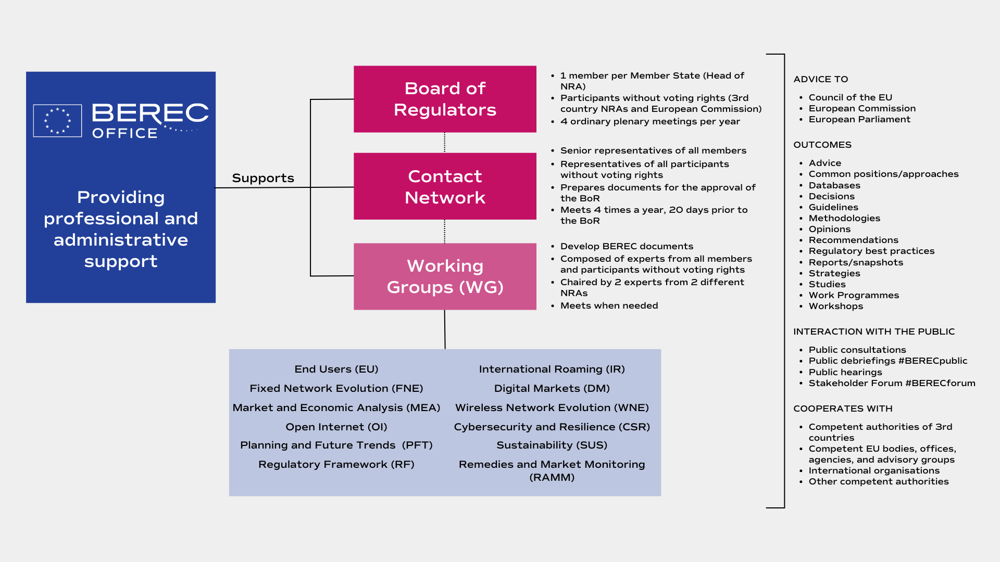 BEREC
OFFICE
Providing
professional and
administrative
support
Supports
Board of
Regulators
• 1 member per Member State (Head of
NRA)
• Participants without voting rights (3rd
country NRAs and European Commission)
• 4 ordinary plenary meetings per year
Contact
Network
• Senior representatives of all members
• Representatives of all participants
without voting rights
• Prepares documents for the approval of
the BoR
• Meets 4 times a year, 20 days prior to
the BoR
Working
Groups (WG)
• Develop BEREC documents
• Composed of experts from all members
and participants without voting rights
• Chaired by 2 experts from 2 different
NRAs
• Meets when needed
End Users (EU)
Fixed Network Evolution (FNE)
Market and Economic Analysis (MEA)
Open Internet (OI)
Planning and Future Trends (PFT)
Regulatory Framework (RF)
International Roaming (IR)
Digital Markets (DM)
Wireless Network Evolution (WNE)
Cybersecurity and Resilience (CSR)
Sustainability (SUS)
Remedies and Market Monitoring
(RAMM)
ADVICE TO
• Council of the EU
• European Commission
• European Parliament
OUTCOMES
• Advice
• Common positions/approaches
• Databases
• Decisions
• Guidelines
• Methodologies
• Opinions
• Recommendations
• Regulatory best practices
• Reports/snapshots
• Strategies
• Studies
• Work Programmes
• Workshops
INTERACTION WITH THE PUBLIC
• Public consultations
• Public debriefings #BERECpublic
• Public hearings
• Stakeholder Forum #BERECforum
COOPERATES WITH
• Competent authorities of 3rd
countries
• Competent EU bodies, offices,
agencies, and advisory groups
• International organisations
• Other competent authorities